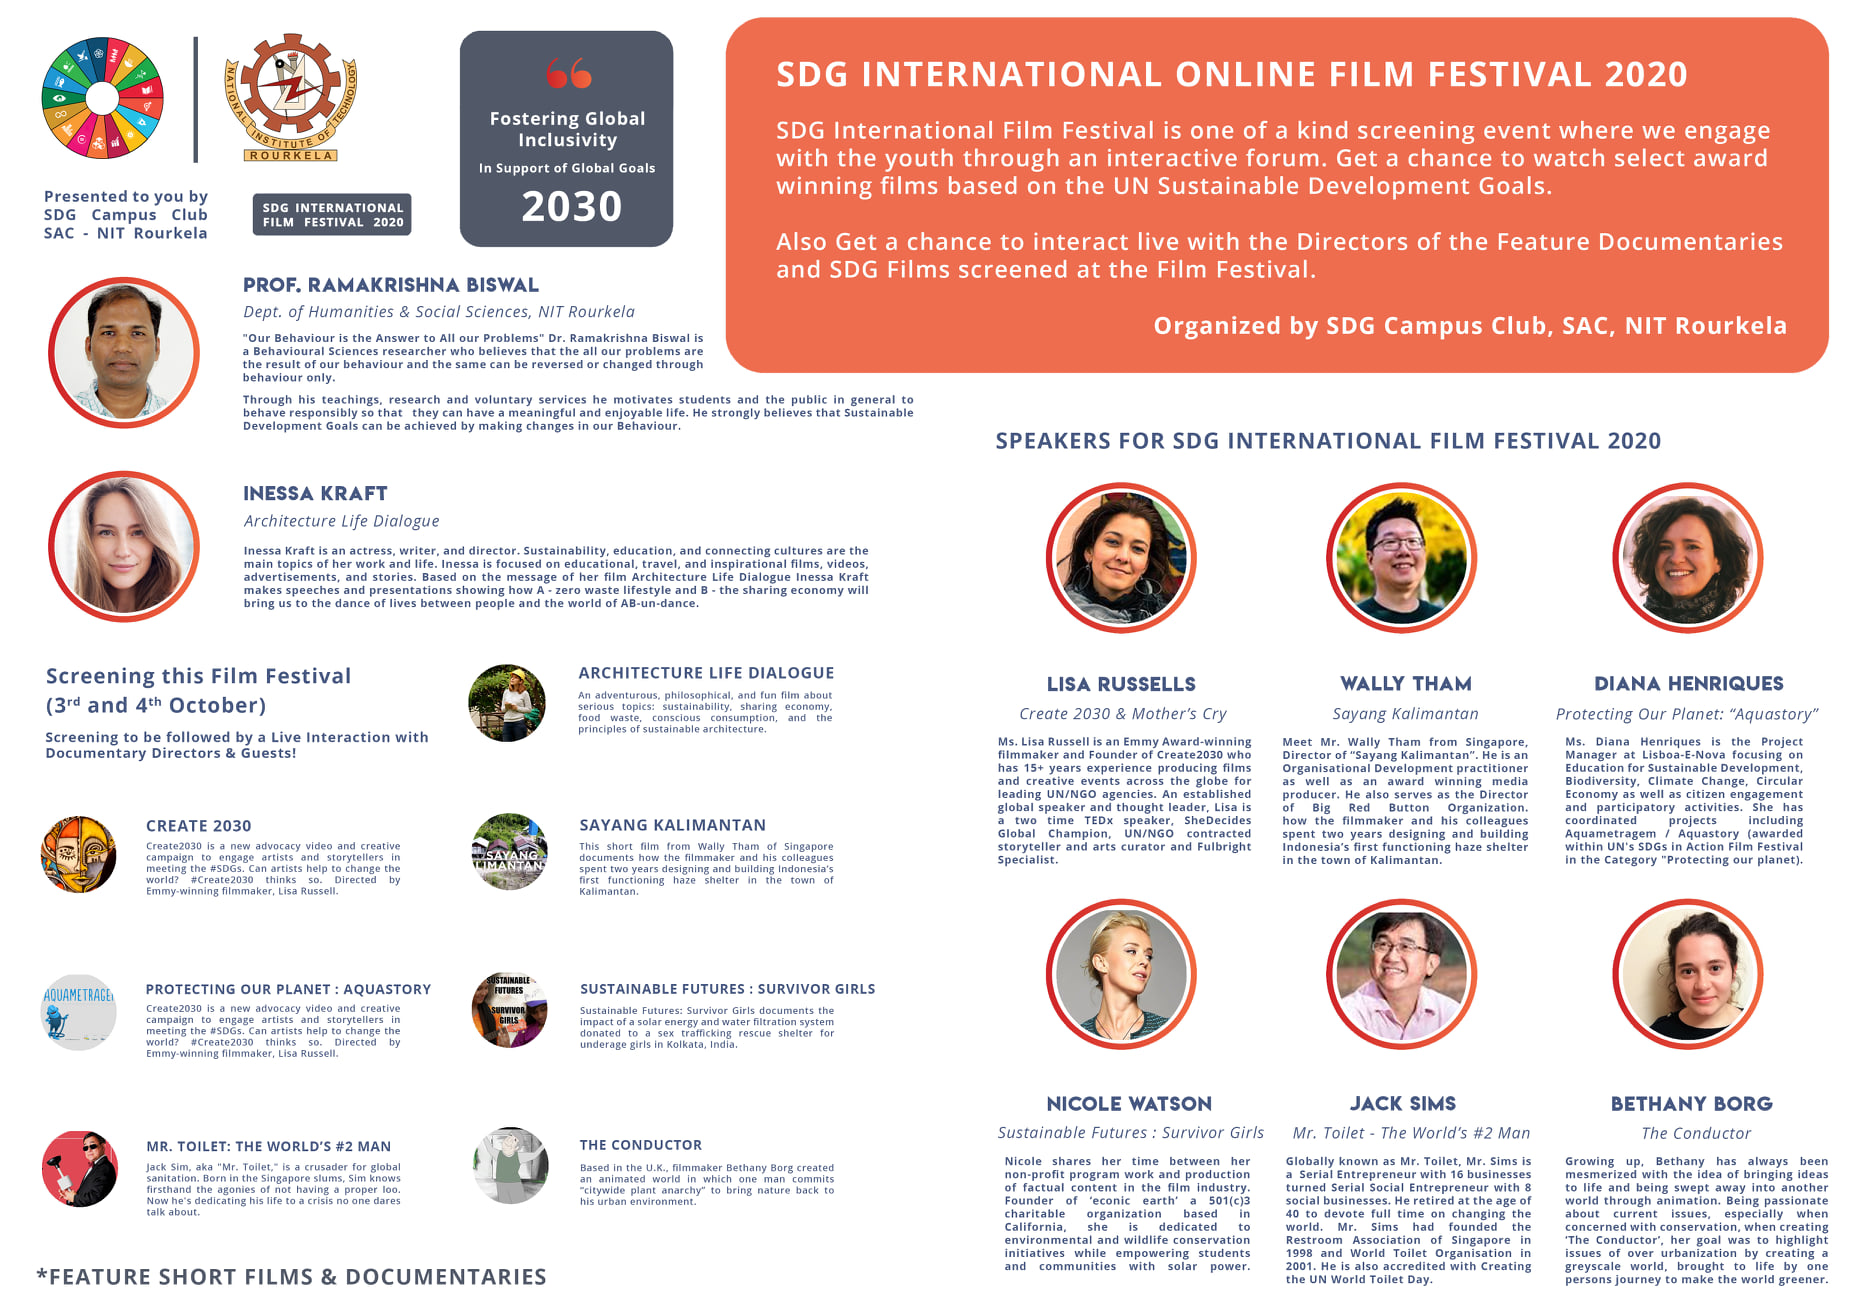 NATIONAL INSTITUTE OF TECHNOLOGY
ROURKELA
Presented to you by
SDG Campus Club
SAC - NIT Rourkela
SDG INTERNATIONAL
FILM FESTIVAL 2020
Fostering Global
Inclusivity
In Support of Global Goals
2030
SDG INTERNATIONAL ONLINE FILM FESTIVAL 2020
SDG International Film Festival is one of a kind screening event where we engage
with the youth through an interactive forum. Get a chance to watch select award
winning films based on the UN Sustainable Development Goals.
Also Get a chance to interact live with the Directors of the Feature Documentaries
and SDG Films screened at the Film Festival.
Organized by SDG Campus Club, SAC, NIT Rourkela
PROF. RAMAKRISHNA BISWAL
Dept. of Humanities & Social Sciences, NIT Rourkela
"Our Behaviour is the Answer to All our Problems" Dr. Ramakrishna Biswal is
a Behavioural Sciences researcher who believes that the all our problems are
the result of our behaviour and the same can be reversed or changed through
behaviour only.
Through his teachings, research and voluntary services he motivates students and the public in general to
behave responsibly so that they can have a meaningful and enjoyable life. He strongly believes that Sustainable
Development Goals can be achieved by making changes in our Behaviour.
INESSA KRAFT
Architecture Life Dialogue
Inessa Kraft is an actress, writer, and director. Sustainability, education, and connecting cultures are the
main topics of her work and life. Inessa is focused on educational, travel, and inspirational films, videos,
advertisements, and stories. Based on the message of her film Architecture Life Dialogue Inessa Kraft
makes speeches and presentations showing how A - zero waste lifestyle and B - the sharing economy will
bring us to the dance of lives between people and the world of AB-un-dance.
Screening this Film Festival
(3rd and 4th October)
Screening to be followed by a Live Interaction with
Documentary Directors & Guests!
ARCHITECTURE LIFE DIALOGUE
An adventurous, philosophical, and fun film about
serious topics: sustainability, sharing economy,
food waste, conscious consumption, and the
principles of sustainable architecture.
CREATE 2030
Create2030 is a new advocacy video and creative
campaign to engage artists and storytellers in
meeting the #SDGs. Can artists help to change the
world? #Create2030 thinks so. Directed by
Emmy-winning filmmaker, Lisa Russell.
SAYANG
LIMANTAN
SAYANG KALIMANTAN
This short film from Wally Tham of Singapore
documents how the filmmaker and his colleagues
spent two years designing and building Indonesia's
first functioning haze shelter in the town of
Kalimantan.
AQUAMETRAGE
PROTECTING OUR PLANET : AQUASTORY
Create2030 is a new advocacy video and creative
campaign to engage artists and storytellers in
meeting the #SDGs. Can artists help to change the
world? #Create2030 thinks so. Directed by
Emmy-winning filmmaker, Lisa Russell.
SUSTAINABLE
FUTURES
SURVIVOR
GIRLS
SUSTAINABLE FUTURES : SURVIVOR GIRLS
Sustainable Futures: Survivor Girls documents the
impact of a solar energy and water filtration system
donated to a sex trafficking rescue shelter for
underage girls in Kolkata, India.
MR. TOILET: THE WORLD'S #2 MAN
Jack Sim, aka "Mr. Toilet," is a crusader for global
sanitation. Born in the Singapore slums, Sim knows
firsthand the agonies of not having a proper loo.
Now he's dedicating his life to a crisis no one dares
talk about.
THE CONDUCTOR
Based in the U.K., filmmaker Bethany Borg created
an animated world in which one man commits
"citywide plant anarchy" to bring nature back to
his urban environment.
*FEATURE SHORT FILMS & DOCUMENTARIES
SPEAKERS FOR SDG INTERNATIONAL FILM FESTIVAL 2020
LISA RUSSELLS
Create 2030 & Mother's Cry
Ms. Lisa Russell is an Emmy Award-winning
filmmaker and Founder of Create2030 who
has 15+ years experience producing films
and creative events across the globe for
leading UN/NGO agencies. An established
global speaker and thought leader, Lisa is
a two time TEDx speaker, SheDecides
Global Champion, UN/NGO contracted
storyteller and arts curator and Fulbright
Specialist.
WALLY THAM
Sayang Kalimantan
Meet Mr. Wally Tham from Singapore,
Director of "Sayang Kalimantan". He is an
Organisational Development practitioner
as well as an award winning media
producer. He also serves as the Director
of Big Red Button Organization.
how the filmmaker and his colleagues
spent two years designing and building
Indonesia's first functioning haze shelter
in the town of Kalimantan.
DIANA HENRIQUES
Protecting Our Planet: "Aquastory"
Ms. Diana Henriques is the Project
Manager at Lisboa-E-Nova focusing on
Education for Sustainable Development,
Biodiversity, Climate Change, Circular
Economy as well as citizen engagement
and participatory activities. She has
coordinated projects including
Aquametragem / Aquastory (awarded
within UN's SDGs in Action Film Festival
in the Category "Protecting our planet).
NICOLE WATSON
Sustainable Futures : Survivor Girls
Nicole shares her time between her
non-profit program work and production
of factual content in the film industry.
Founder of 'econic earth' a 501(c)3
charitable organization based in
California, she is dedicated to
environmental and wildlife conservation
initiatives while empowering students
and communities with solar power.
JACK SIMS
Mr. Toilet - The World's #2 Man
Globally known as Mr. Toilet, Mr. Sims is
a Serial Entrepreneur with 16 businesses
turned Serial Social Entrepreneur with 8
social businesses. He retired at the age of
40 to devote full time on changing the
world. Mr. Sims had founded the
Restroom Association of Singapore in
1998 and World Toilet Organisation in
2001. He is also accredited with Creating
the UN World Toilet Day.
BETHANY BORG
The Conductor
Growing up, Bethany has always been
mesmerized with the idea of bringing ideas
to life and being swept away into another
world through animation. Being passionate
about current issues, especially when
concerned with conservation, when creating
'The Conductor', her goal was to highlight
issues of over urbanization by creating a
greyscale world, brought to life by one
persons journey to make the world greener.